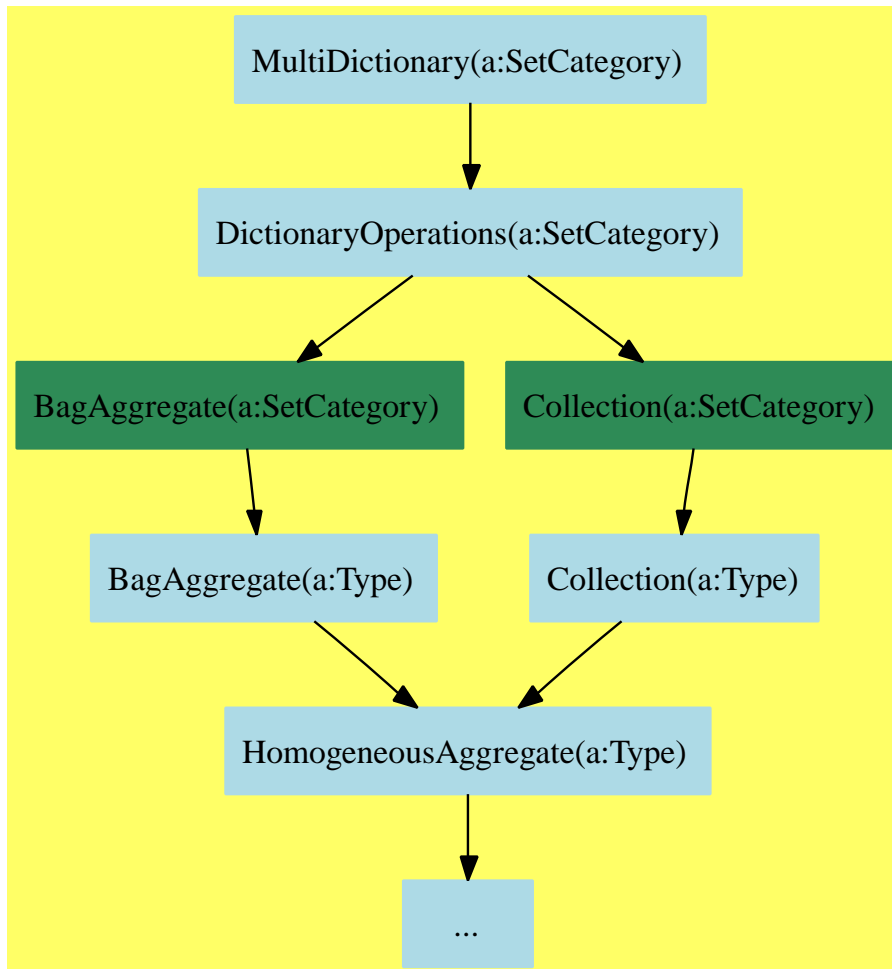 MultiDictionary(a:SetCategory)
DictionaryOperations(a:SetCategory)
BagAggregate(a:SetCategory)
Collection(a:SetCategory)
BagAggregate(a:Type)
Collection(a:Type)
HomogeneousAggregate(a:Type)
...